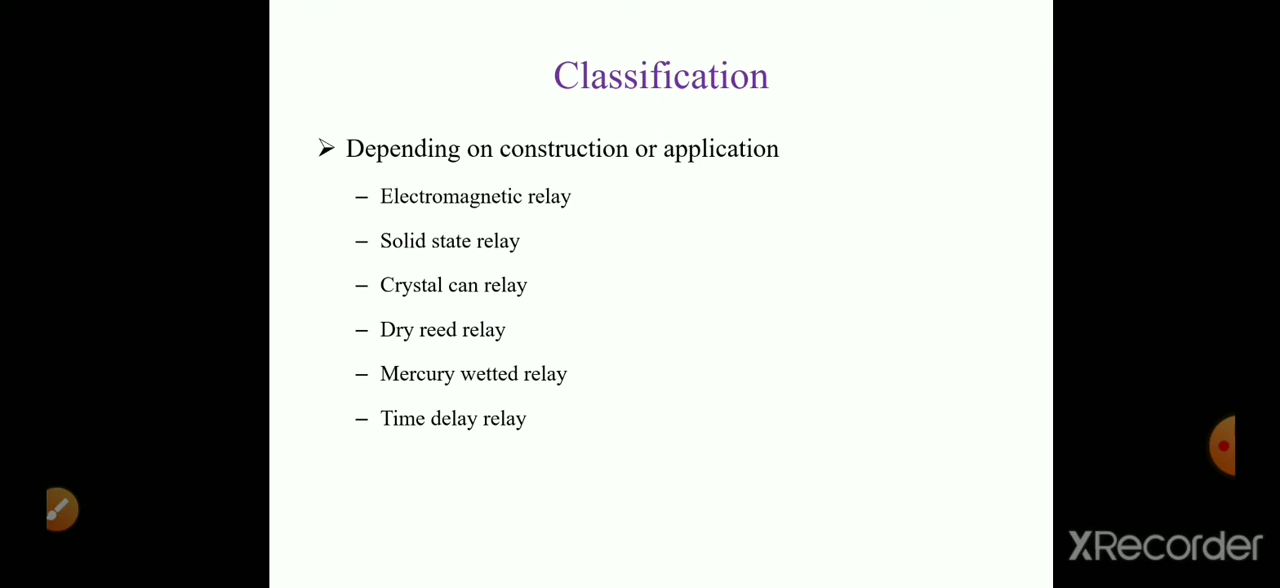 Classification
➢ Depending on construction or application
– Electromagnetic relay
– Solid state relay
– Crystal can relay
– Dry reed relay
– Mercury wetted relay
– Time delay relay
XRecorder